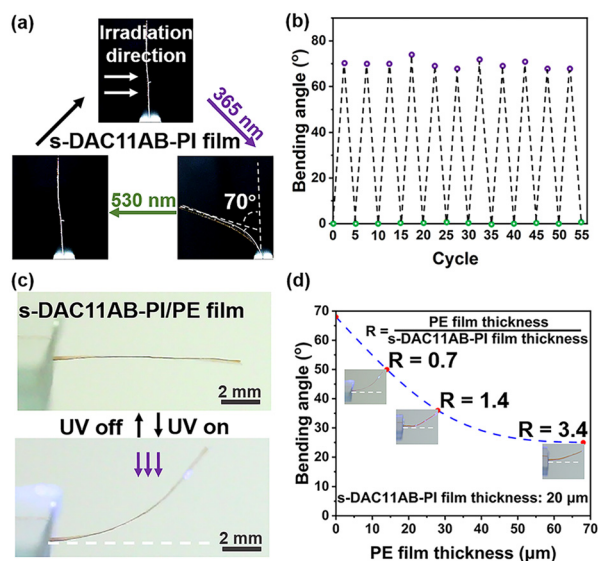 (a)
Irradiation
direction
365 nm
s-DAC11AB-PI film
530 nm
70°
(b)
Bending angle (°)
80
60
40
20
0
0 5 10 15 20 25 30 35 40 45 50 55
Cycle
(c)
s-DAC11AB-PI/PE film
2 mm
UV off
UV on
2 mm
(d)
Bending angle (°)
70
60
50
40
30
20
10
0
R = PE film thickness
s-DAC11AB-PI film thickness
R = 0.7
R = 1.4
R = 3.4
s-DAC11AB-PI film thickness: 20 μm
0 10 20 30 40 50 60 70
PE film thickness (μm)